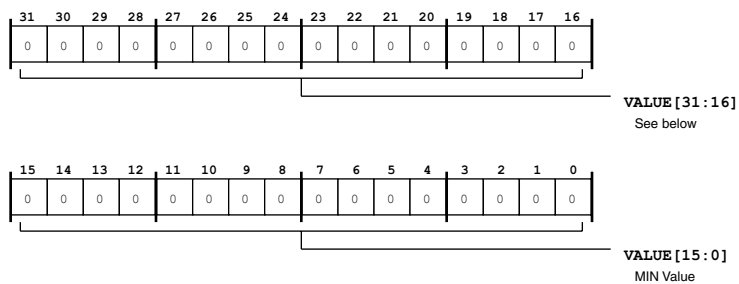 31 30 29 28 27 26 25 24 23 22 21 20 19 18 17 16
0 0 0 0 0 0 0 0 0 0 0 0 0 0 0 0
VALUE[31:16]
See below
15 14 13 12 11 10 9 8 7 6 5 4 3 2 1 0
0 0 0 0 0 0 0 0 0 0 0 0 0 0 0 0
VALUE[15:0]
MIN Value